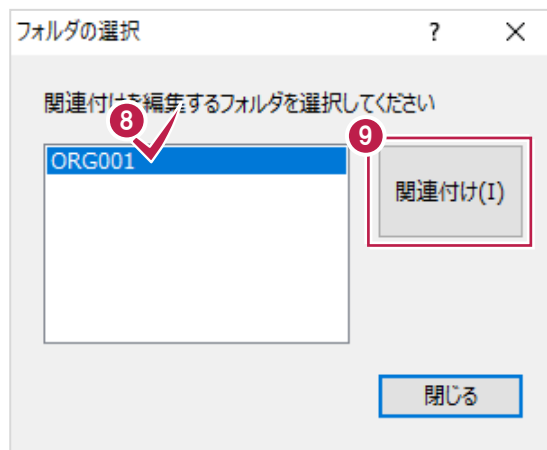 フォルダの選択 ? ×
関連付けを編集するフォルダを選択してください
8 9
ORG001
関連付け(I)
閉じる